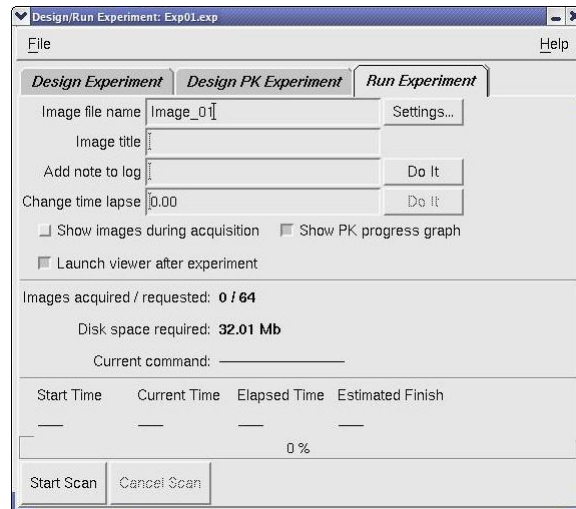 Design/Run Experiment: Exp01.exp
File Help
Design Experiment Design PK Experiment Run Experiment
Image file name Image_01 Settings...
Image title
Add note to log Do It
Change time lapse 0.00 Do It
Show images during acquisition Show PK progress graph
Launch viewer after experiment
Images acquired / requested: 0 / 64
Disk space required: 32.01 Mb
Current command:
Start Time Current Time Elapsed Time Estimated Finish
0 %
Start Scan Cancel Scan